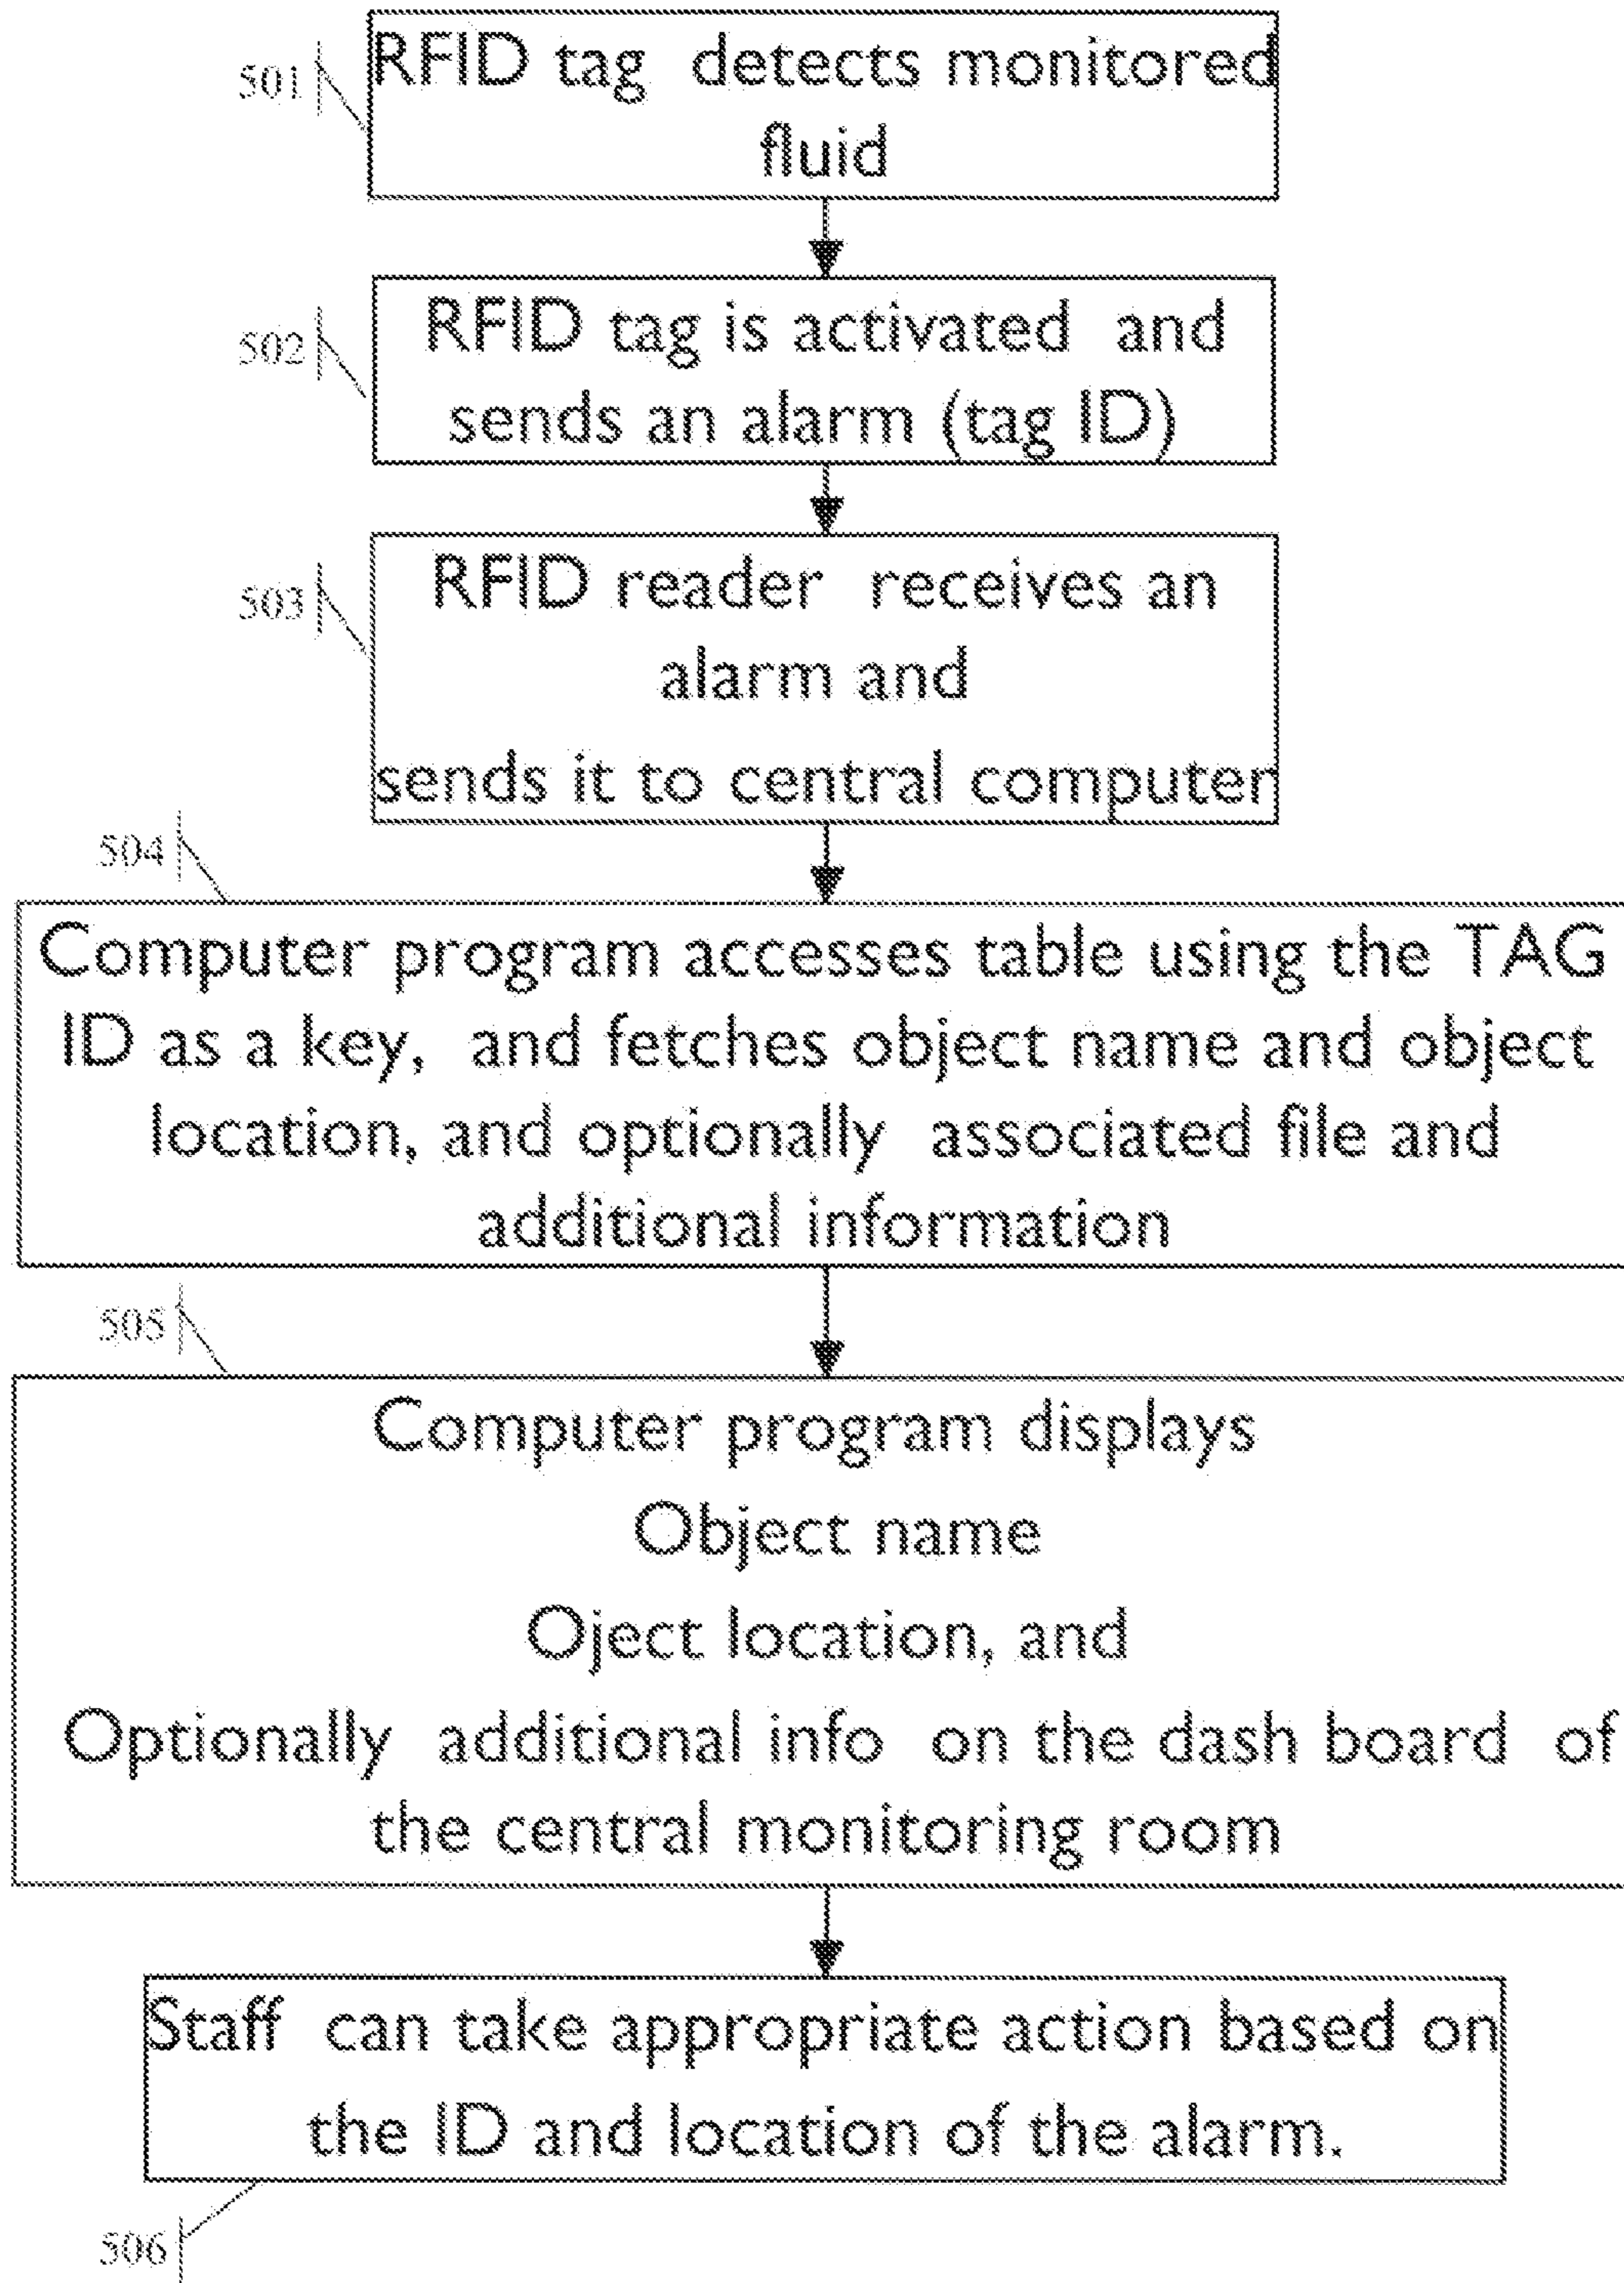 501
RFID tag detects monitored
fluid
502
RFID tag is activated and
sends an alarm (tag ID)
503
RFID reader receives an
alarm and
sends it to central computer
504
Computer program accesses table using the TAG
ID as a key, and fetches object name and object
location, and optionally associated file and
additional information
505
Computer program displays
Object name
Oject location, and
Optionally additional info on the dash board of
the central monitoring room
Staff can take appropriate action based on
the ID and location of the alarm.
506